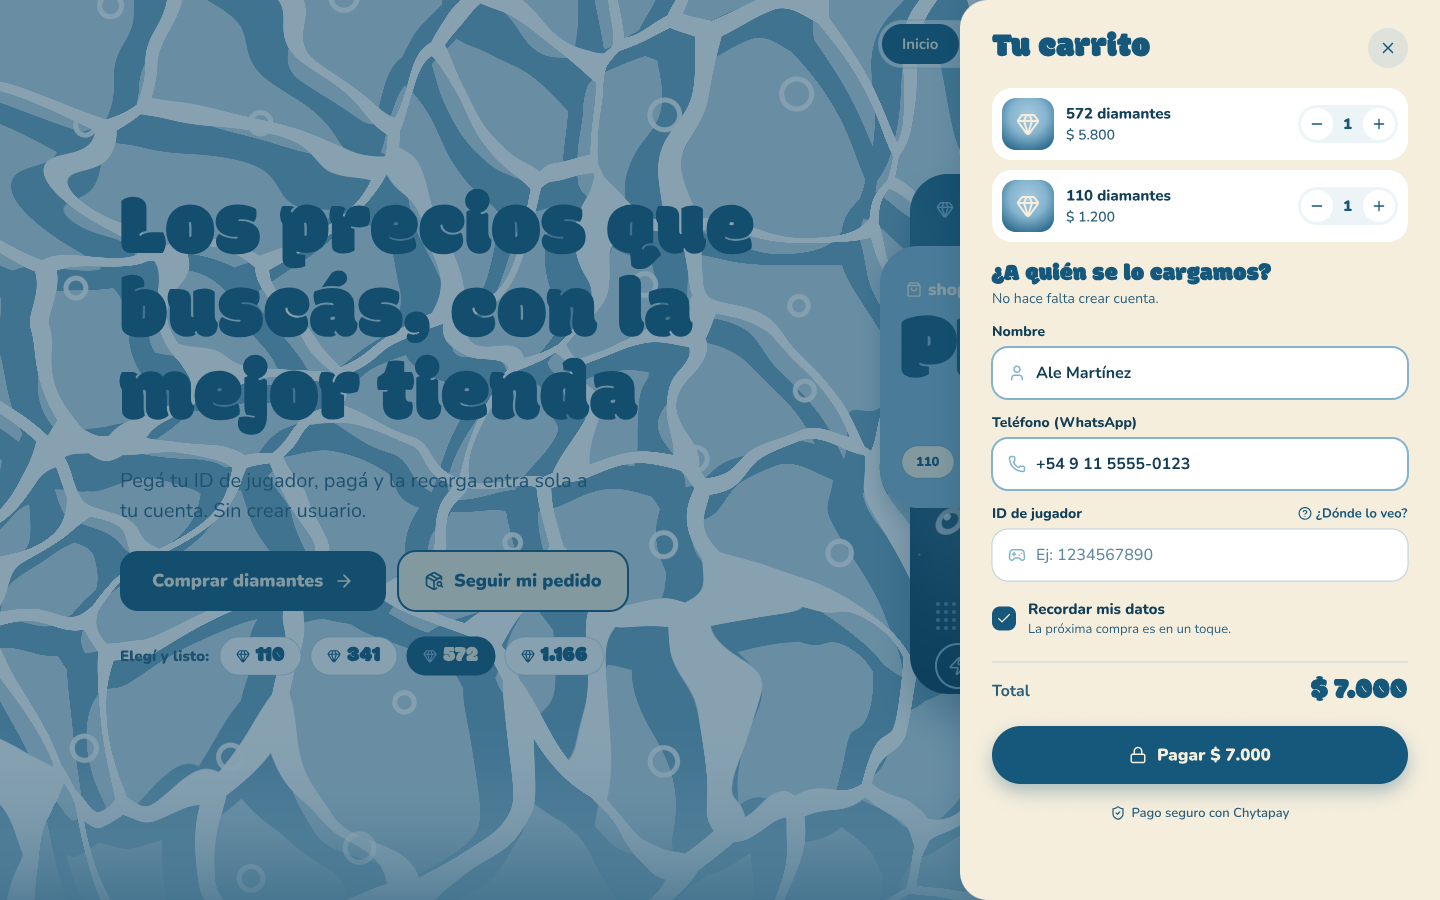 Inicio
Los precios que
buscás, con la
mejor tienda
Pegá tu ID de jugador, pagá y la recarga entra sola a
tu cuenta. Sin crear usuario.
Comprar diamantes
Seguir mi pedido
Elegí y listo:
110
341
572
1.166
110
Tu carrito
572 diamantes
$ 5.800
1
110 diamantes
$ 1.200
1
¿A quién se lo cargamos?
No hace falta crear cuenta.
Nombre
Ale Martínez
Teléfono (WhatsApp)
+54 9 11 5555-0123
ID de jugador
¿Dónde lo veo?
Ej: 1234567890
Recordar mis datos
La próxima compra es en un toque.
Total
$ 7.000
Pagar $ 7.000
Pago seguro con Chytapay